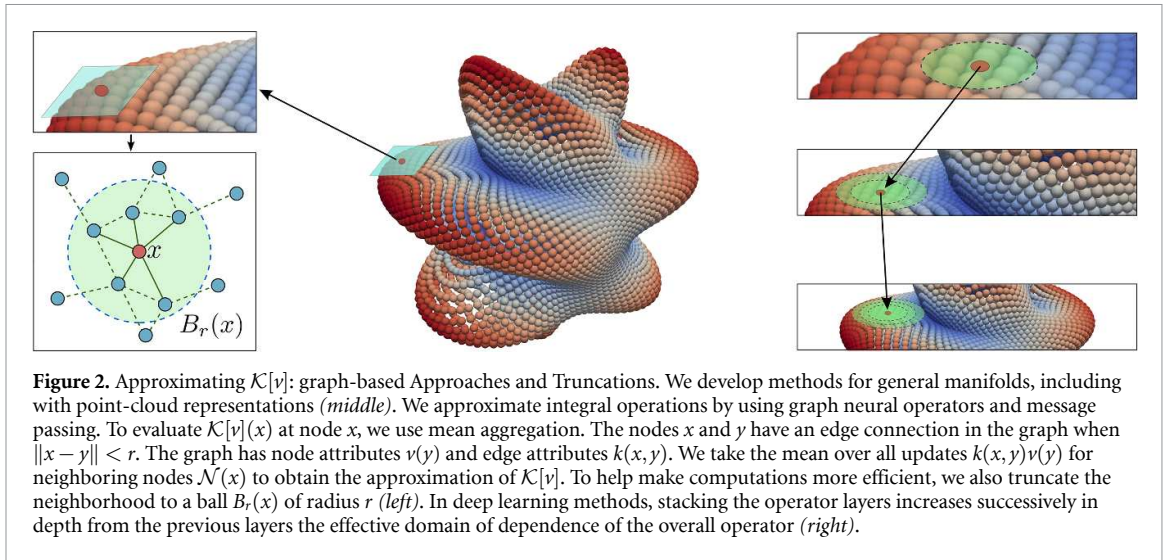 x
B_r(x)
Figure 2. Approximating 𝒦[v]: graph-based Approaches and Truncations. We develop methods for general manifolds, including
with point-cloud representations (middle). We approximate integral operations by using graph neural operators and message
passing. To evaluate 𝒦[v](x) at node x, we use mean aggregation. The nodes x and y have an edge connection in the graph when
‖x − y‖ < r. The graph has node attributes v(y) and edge attributes k(x, y). We take the mean over all updates k(x, y)v(y) for
neighboring nodes 𝒩(x) to obtain the approximation of 𝒦[v]. To help make computations more efficient, we also truncate the
neighborhood to a ball B_r(x) of radius r (left). In deep learning methods, stacking the operator layers increases successively in
depth from the previous layers the effective domain of dependence of the overall operator (right).